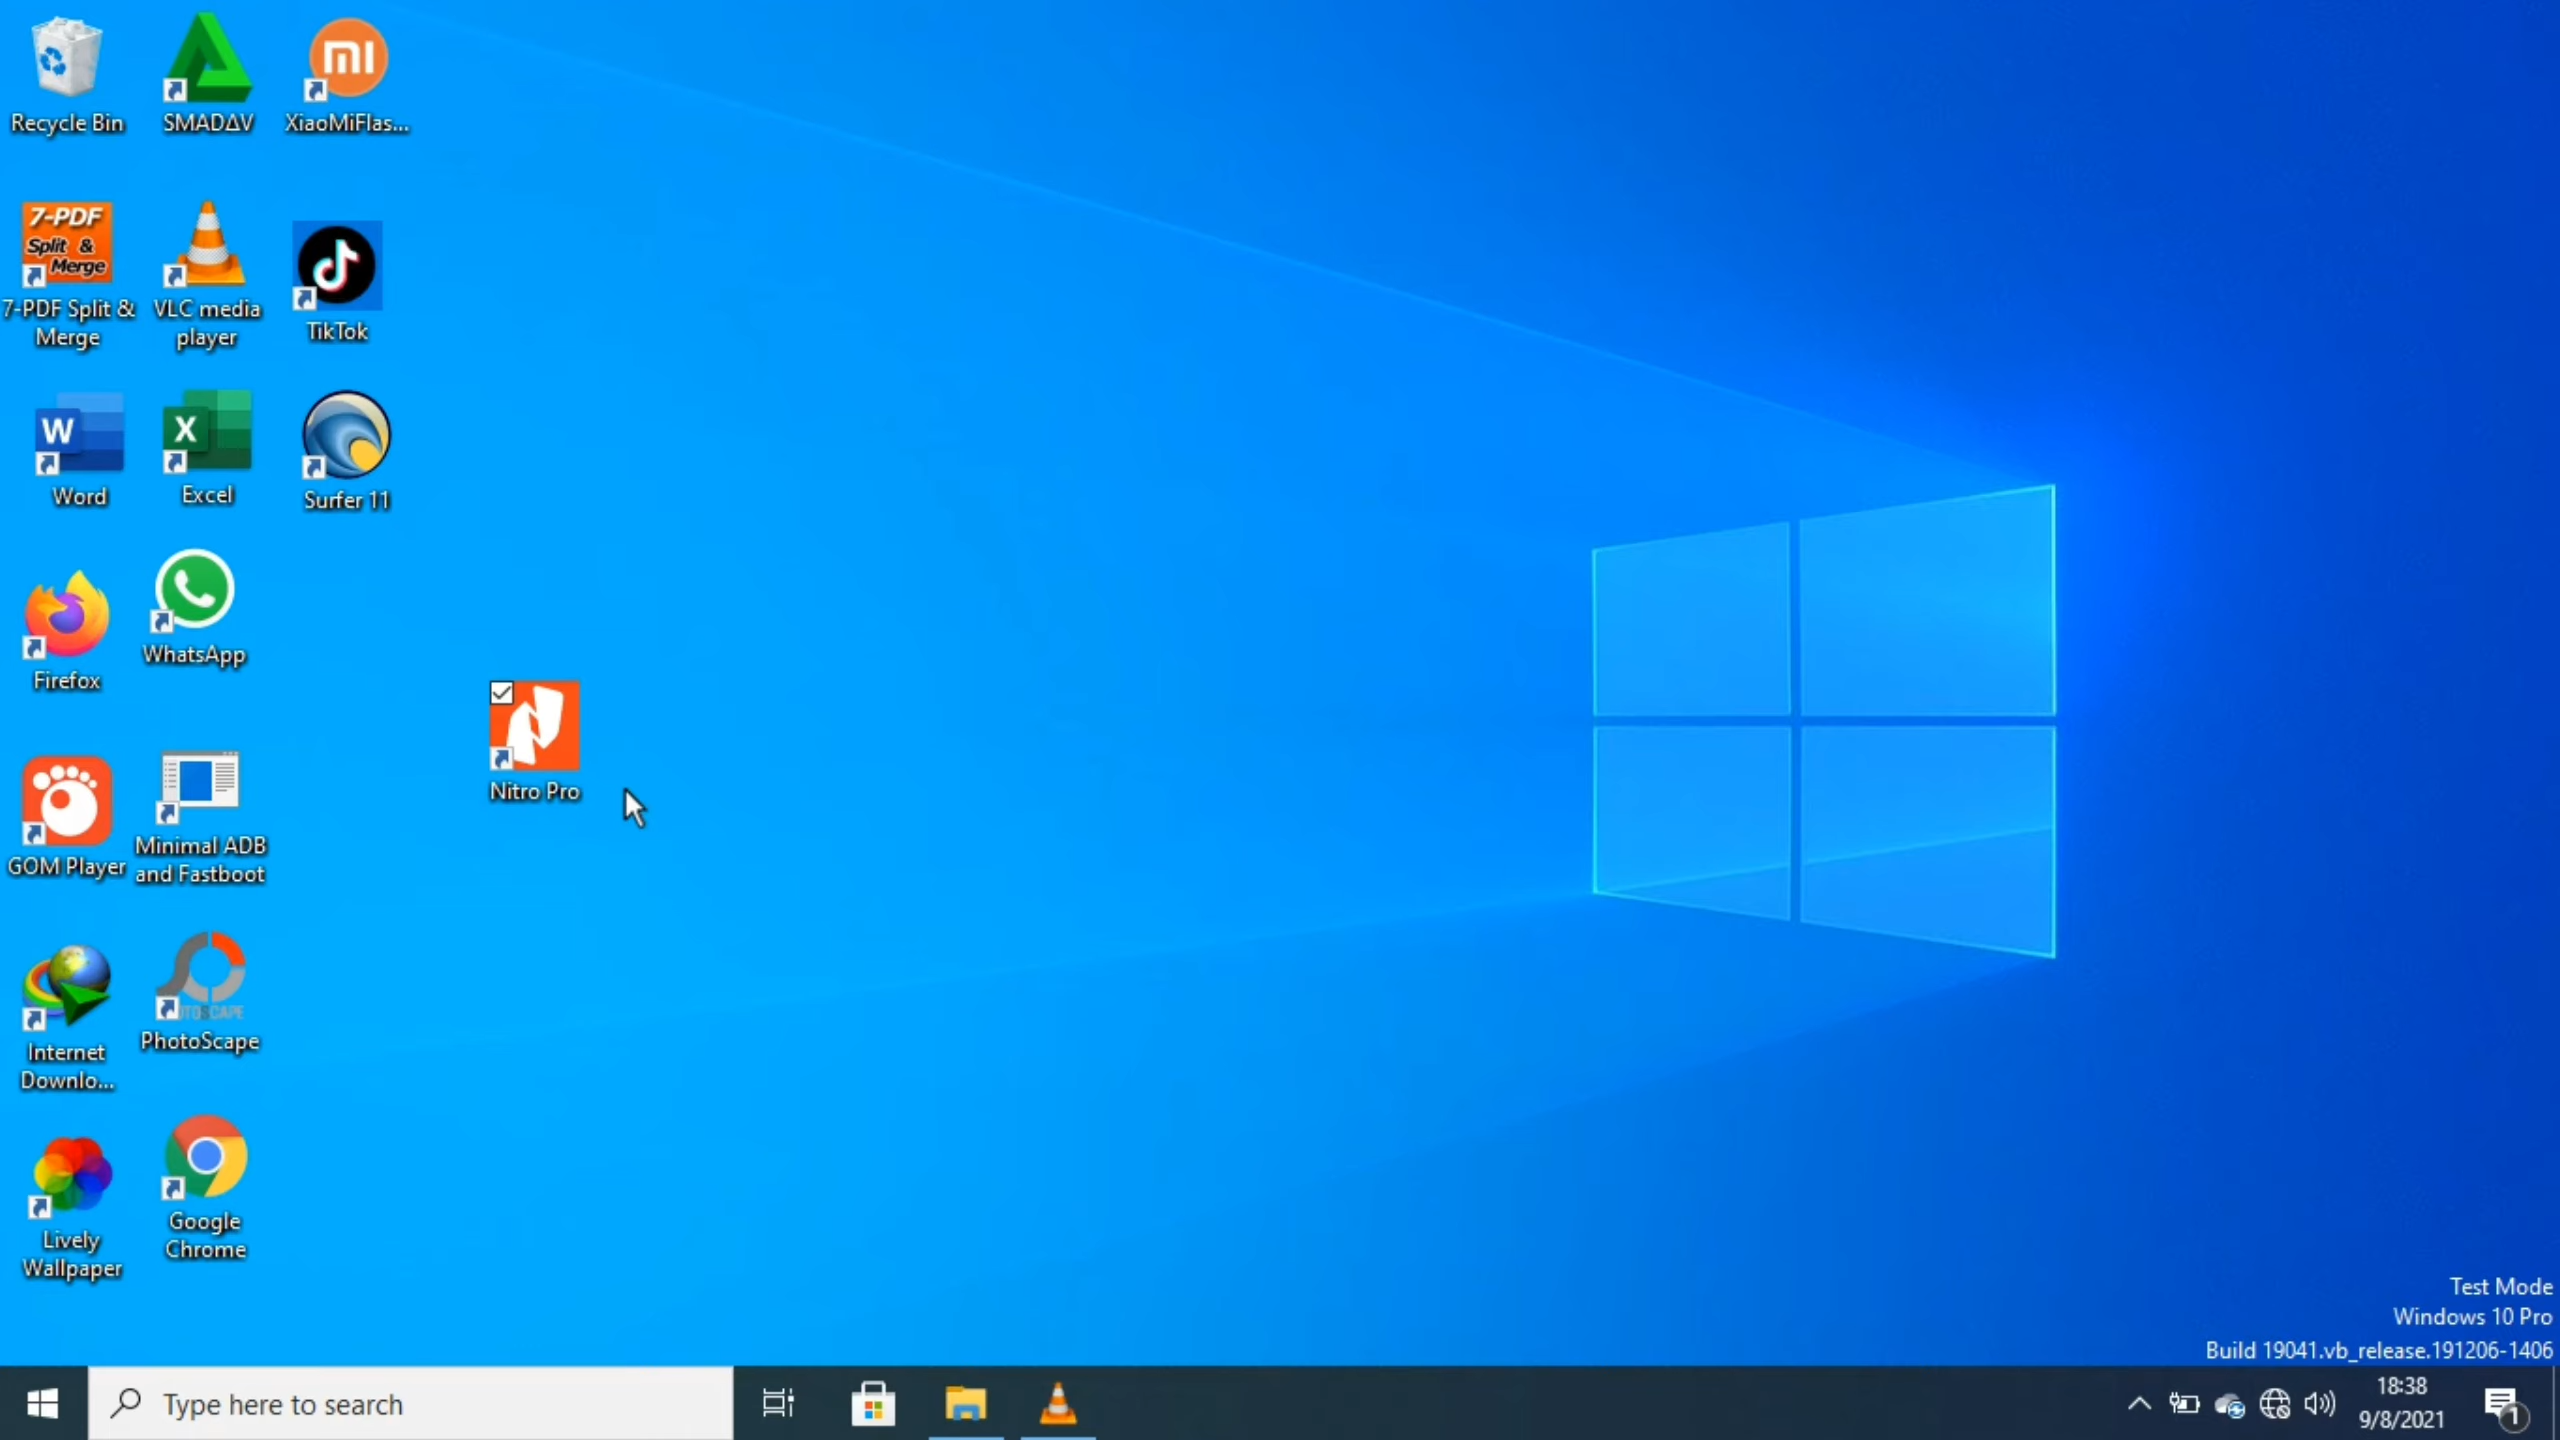 Recycle Bin
SMADΔV
XiaoMiFlas...
7-PDF
Split &
Merge
7-PDF Split &
Merge
VLC media
player
TikTok
W
Word
X
Excel
Surfer 11
Firefox
WhatsApp
Nitro Pro
GOM Player
Minimal ADB
and Fastboot
Internet
Downlo...
PhotoScape
Lively
Wallpaper
Google
Chrome
Test Mode
Windows 10 Pro
Build 19041.vb_release.191206-1406
Type here to search
18:38
9/8/2021
1